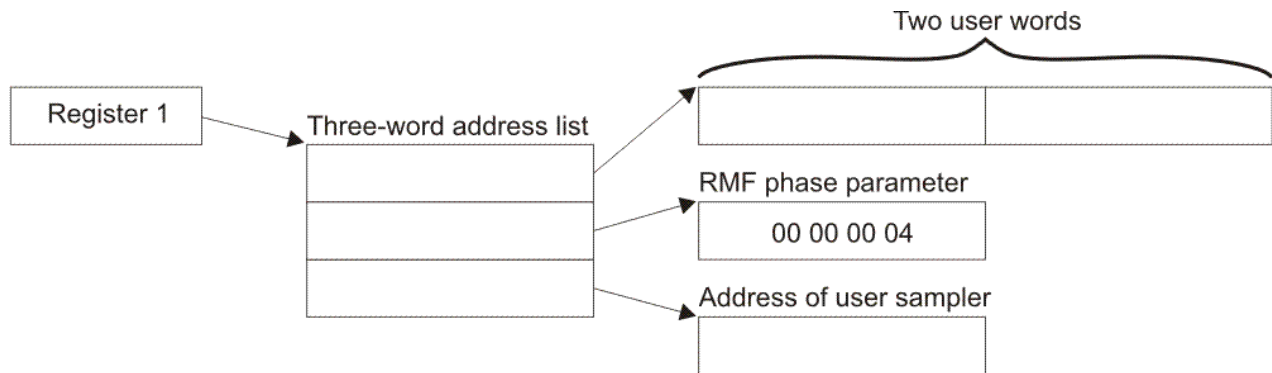 Two user words
Register 1
Three-word address list
RMF phase parameter
00 00 00 04
Address of user sampler